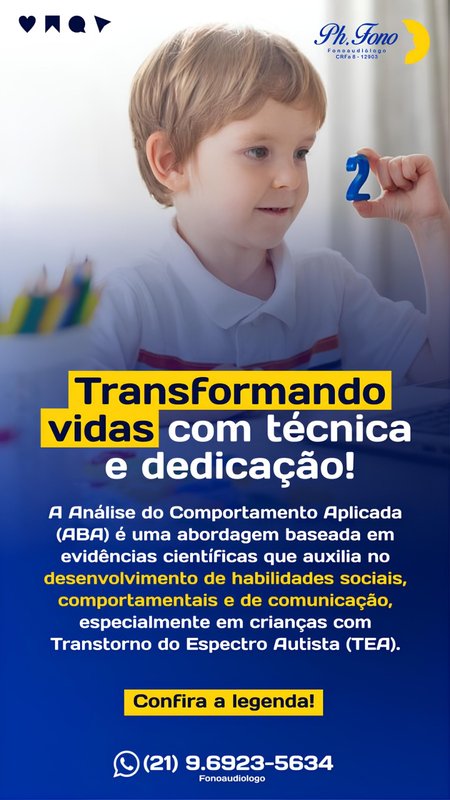 Ph. Fono
Fonoaudiólogo
CRFa 8 - 12903
2
Transformando
vidas com técnica
e dedicação!
A Análise do Comportamento Aplicada
(ABA) é uma abordagem baseada em
evidências científicas que auxilia no
desenvolvimento de habilidades sociais,
comportamentais e de comunicação,
especialmente em crianças com
Transtorno do Espectro Autista (TEA).
Confira a legenda!
(21) 9.6923-5634
Fonoaudiologo